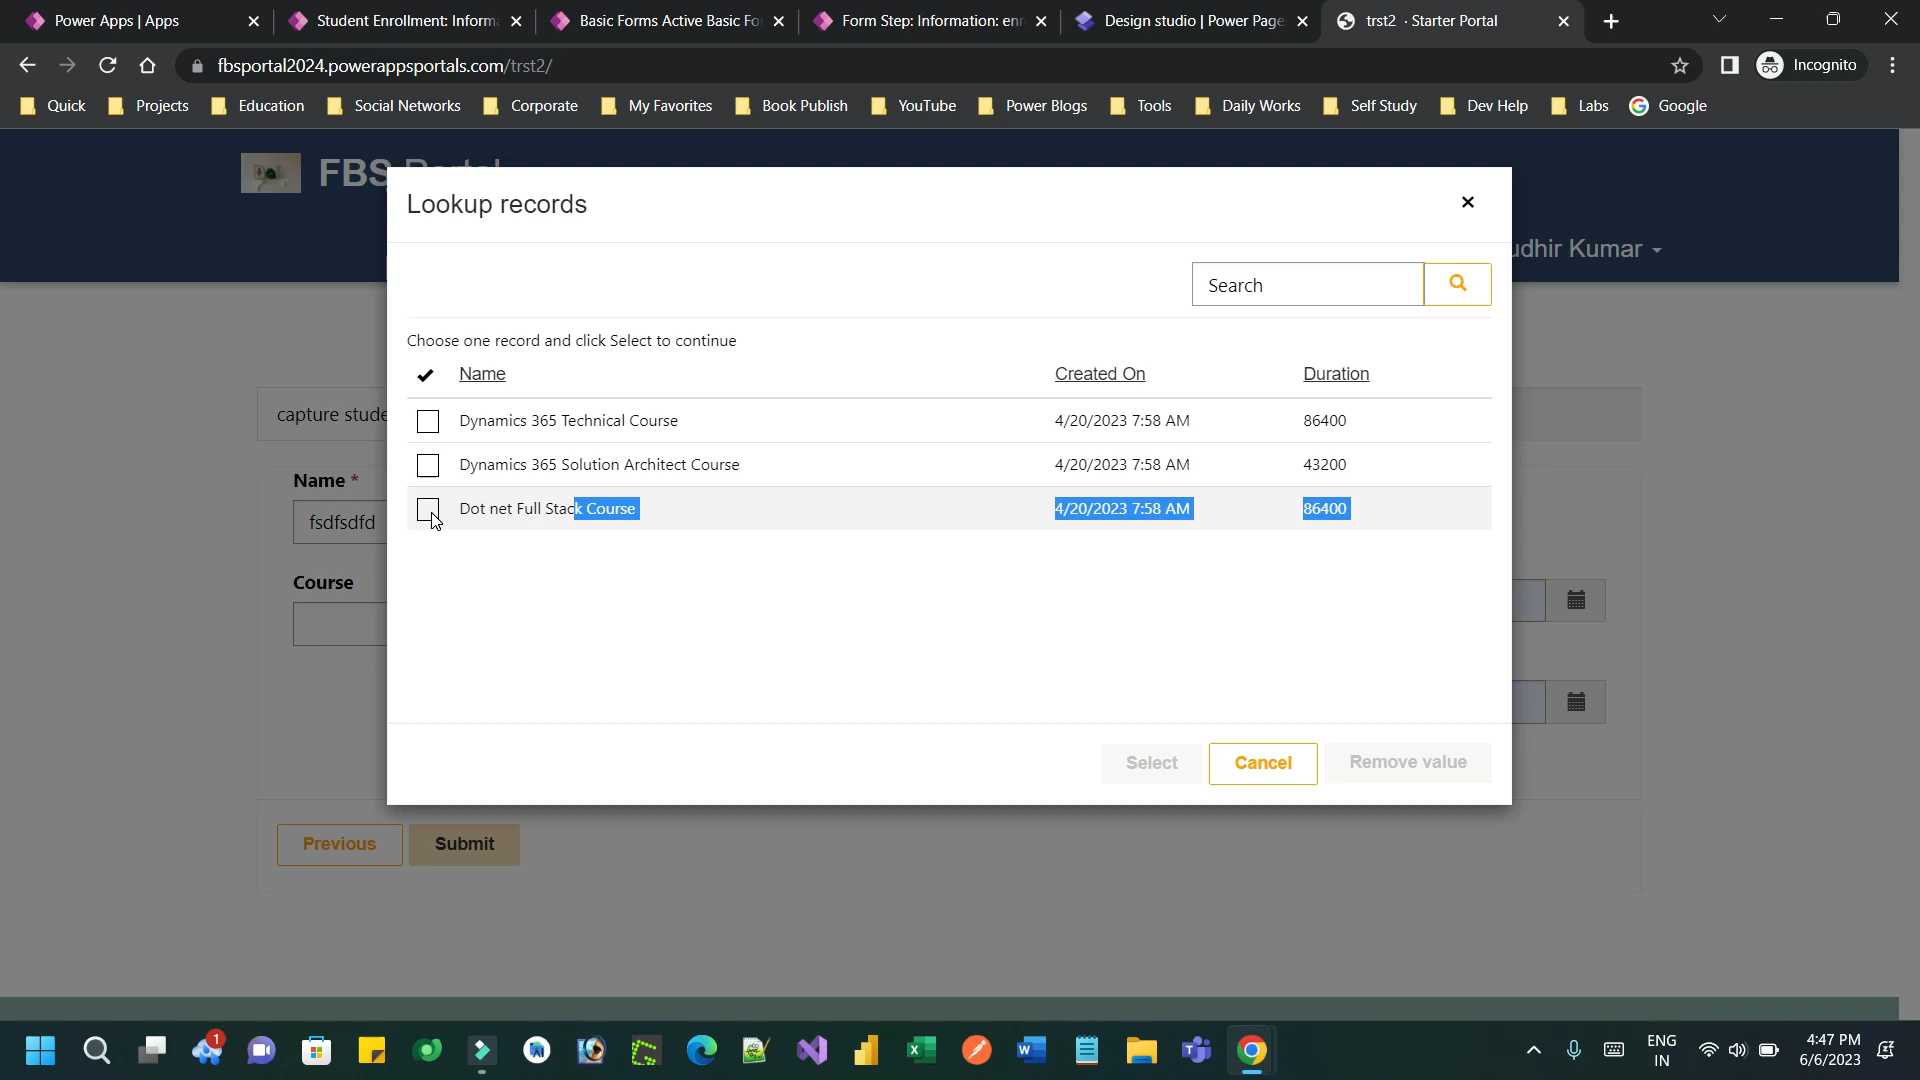 Power Apps | Apps
Student Enrollment: Inform
Basic Forms Active Basic Fo
Form Step: Information: en
Design studio | Power Page
trst2 · Starter Portal
fbsportal2024.powerappsportals.com/trst2/
Incognito
Quick
Projects
Education
Social Networks
Corporate
My Favorites
Book Publish
YouTube
Power Blogs
Tools
Daily Works
Self Study
Dev Help
Labs
Google
FBS Portal
udhir Kumar
Lookup records
Search
Choose one record and click Select to continue
Name Created On Duration
Dynamics 365 Technical Course 4/20/2023 7:58 AM 86400
Dynamics 365 Solution Architect Course 4/20/2023 7:58 AM 43200
Dot net Full Stack Course 4/20/2023 7:58 AM 86400
capture stude
Name *
fsdfsdfd
Course
Select
Cancel
Remove value
Previous
Submit
1
ENG
IN
4:47 PM
6/6/2023